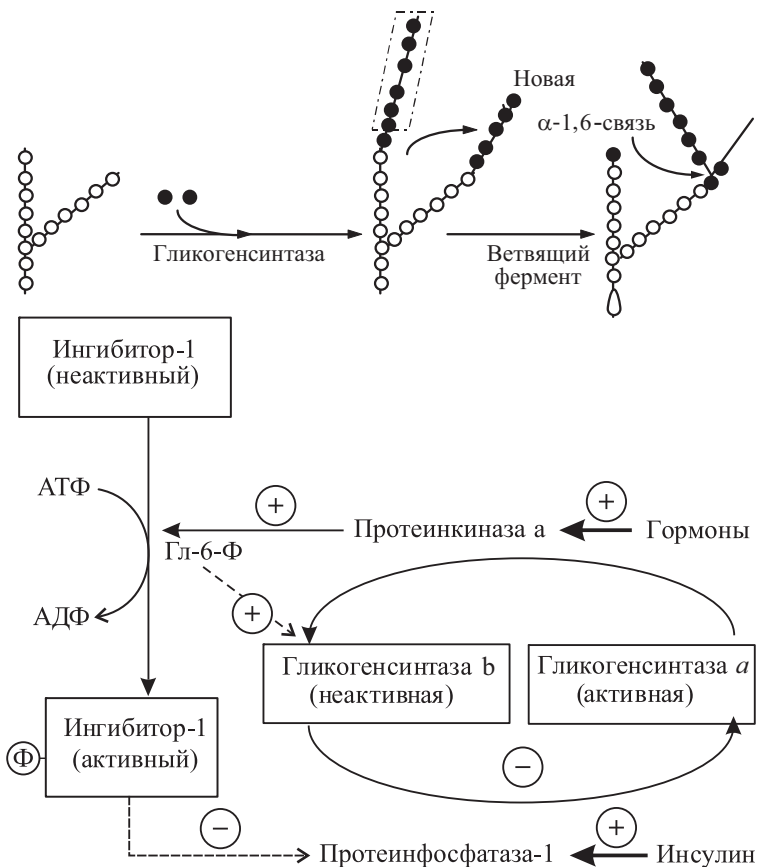 Новая
α-1,6-связь
Гликогенсинтаза
Ветвящий
фермент
Ингибитор-1
(неактивный)
АТФ
+
+
Протеинкиназа а
Гормоны
Гл-6-Ф
АДФ
+
Гликогенсинтаза b
(неактивная)
Гликогенсинтаза a
(активная)
Ингибитор-1
(активный)
Ф
−
−
+
Протеинфосфатаза-1
Инсулин